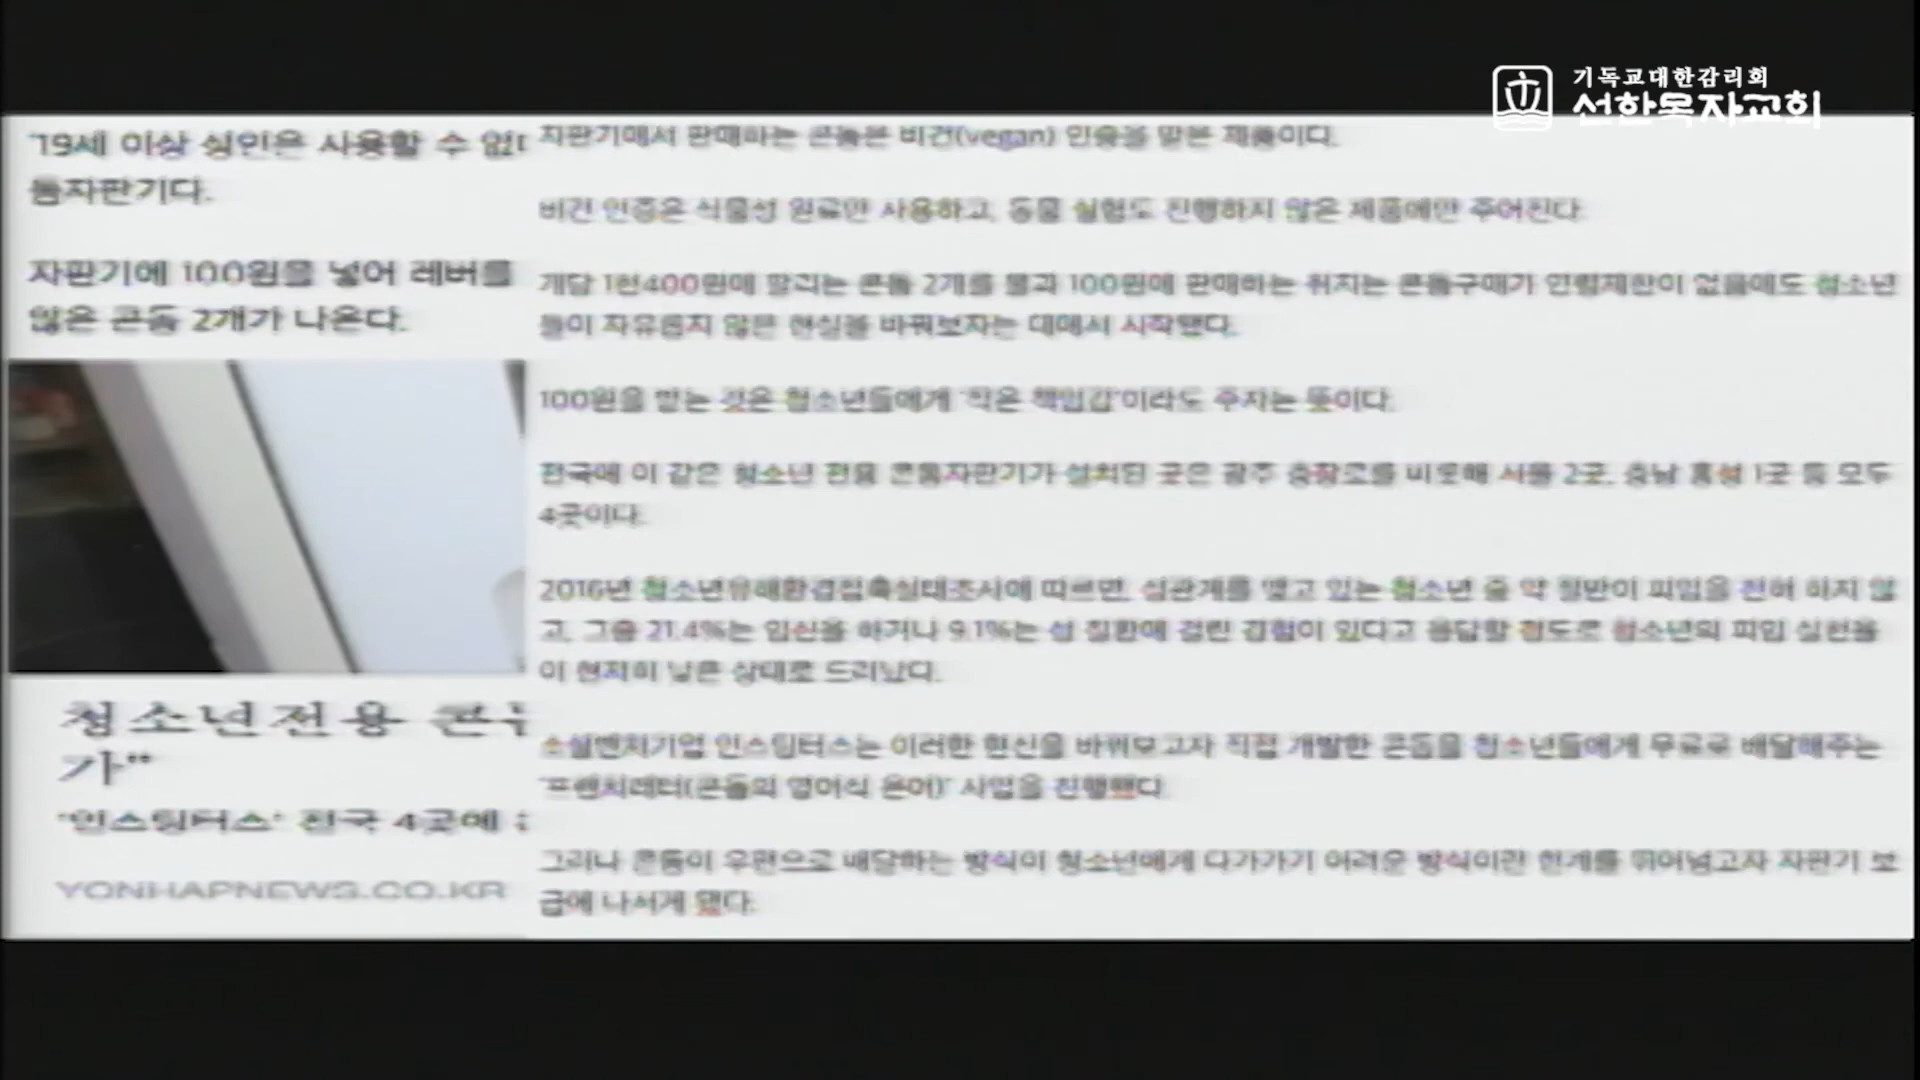 기독교대한감리회
선한목자교회
"19세 이상 성인은 사용할 수 없
돔자판기다.
자판기에 100원을 넣어 레버를
않은 콘돔 2개가 나온다.
청소년전용 콘
가"
'인스팅터스' 전국 4곳에
YONHAPNEWS.CO.KR
자판기에서 판매하는 콘돔은 비건(vegan) 인증을 받은 제품이다.
비건 인증은 식물성 원료만 사용하고, 동물 실험도 진행하지 않은 제품에만 주어진다.
개당 1천400원에 팔리는 콘돔 2개를 불과 100원에 판매하는 취지는 콘돔구매가 연령제한이 없음에도 청소년
들이 자유롭지 않은 현실을 바꿔보자는 데에서 시작했다.
100원을 받는 것은 청소년들에게 '작은 책임감'이라도 주자는 뜻이다.
전국에 이 같은 청소년 전용 콘돔자판기가 설치된 곳은 광주 충장로를 비롯해 서울 2곳, 충남 홍성 1곳 등 모두
4곳이다.
2016년 청소년유해환경접촉실태조사에 따르면, 성관계를 맺고 있는 청소년 중 약 절반이 피임을 전혀 하지 않
고, 그중 21.4%는 임신을 하거나 9.1%는 성 질환에 걸린 경험이 있다고 응답할 정도로 청소년의 피임 실천율
이 현저히 낮은 상태로 드러났다.
소셜벤처기업 인스팅터스는 이러한 현실을 바꿔보고자 직접 개발한 콘돔을 청소년들에게 무료로 배달해주는
'프렌치레터(콘돔의 영어식 은어)' 사업을 진행했다.
그러나 콘돔이 우편으로 배달하는 방식이 청소년에게 다가가기 어려운 방식이란 한계를 뛰어넘고자 자판기 보
급에 나서게 됐다.